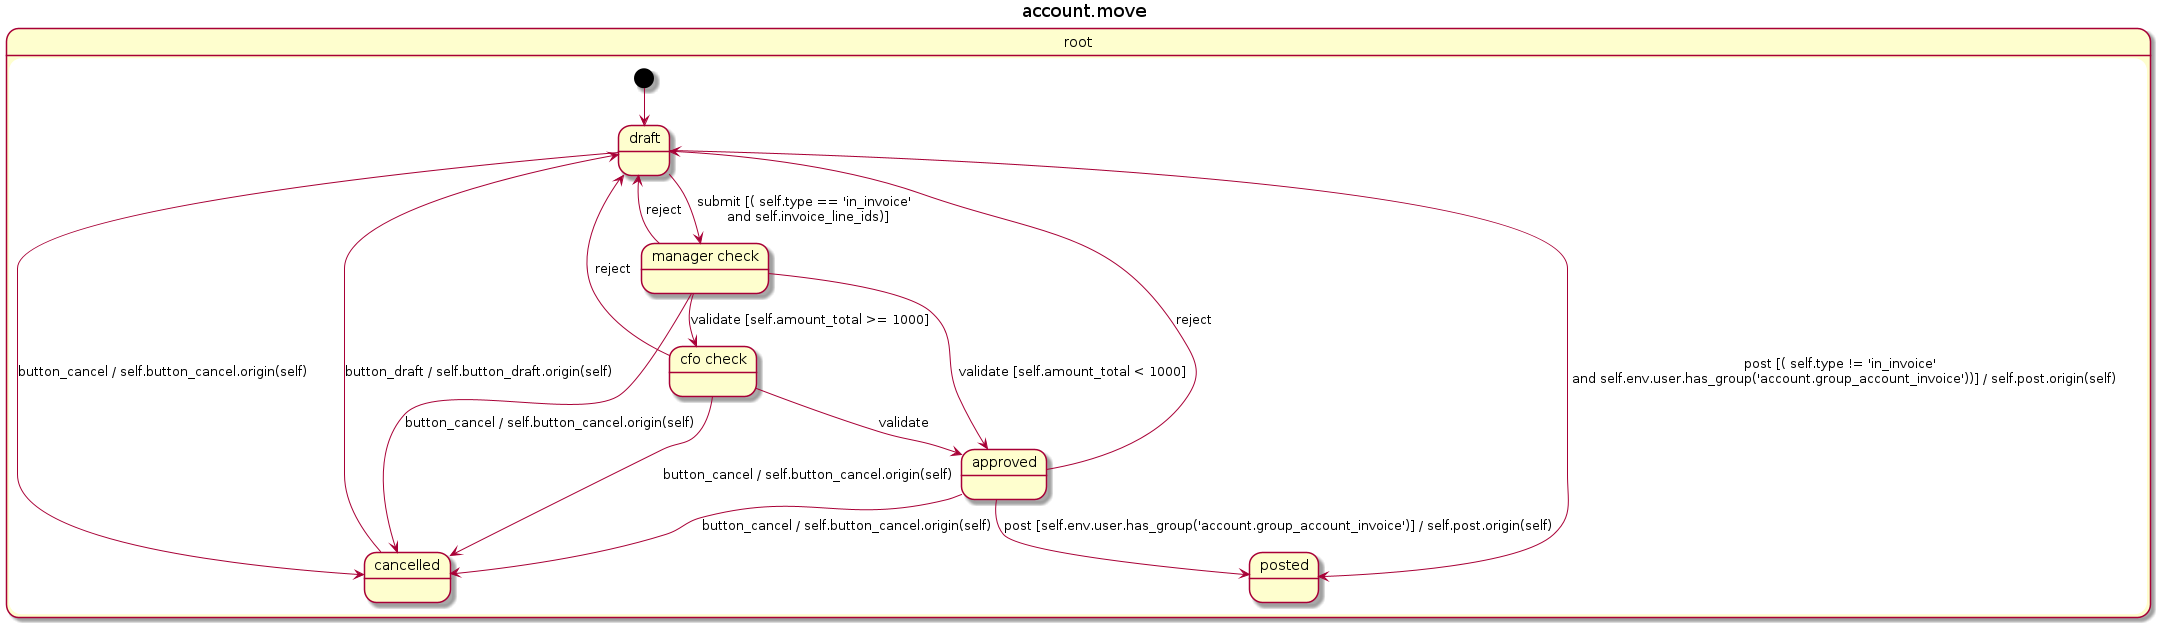 account.move
root
draft
submit [( self.type == 'in_invoice'
and self.invoice_line_ids)]
reject
manager check
reject
validate [self.amount_total >= 1000]
reject
cfo check
button_cancel / self.button_cancel.origin(self)
button_draft / self.button_draft.origin(self)
validate [self.amount_total < 1000]
post [( self.type != 'in_invoice'
and self.env.user.has_group('account.group_account_invoice'))] / self.post.origin(self)
button_cancel / self.button_cancel.origin(self)
validate
approved
button_cancel / self.button_cancel.origin(self)
button_cancel / self.button_cancel.origin(self)
post [self.env.user.has_group('account.group_account_invoice')] / self.post.origin(self)
cancelled
posted